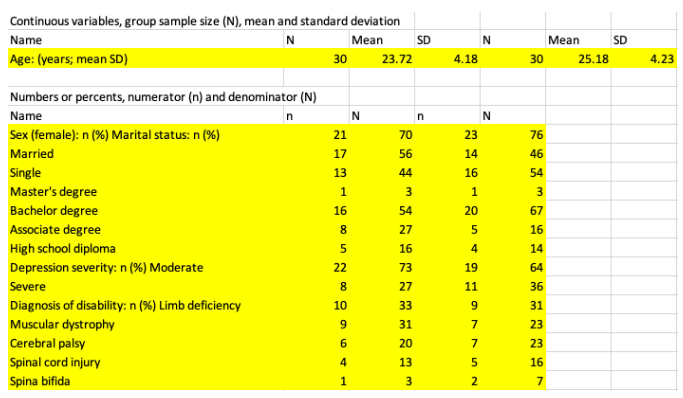 Continuous variables, group sample size (N), mean and standard deviation
Name N Mean SD N Mean SD
Age: (years; mean SD) 30 23.72 4.18 30 25.18 4.23
Numbers or percents, numerator (n) and denominator (N)
Name n N n N
Sex (female): n (%) Marital status: n (%) 21 70 23 76
Married 17 56 14 46
Single 13 44 16 54
Master's degree 1 3 1 3
Bachelor degree 16 54 20 67
Associate degree 8 27 5 16
High school diploma 5 16 4 14
Depression severity: n (%) Moderate 22 73 19 64
Severe 8 27 11 36
Diagnosis of disability: n (%) Limb deficiency 10 33 9 31
Muscular dystrophy 9 31 7 23
Cerebral palsy 6 20 7 23
Spinal cord injury 4 13 5 16
Spina bifida 1 3 2 7